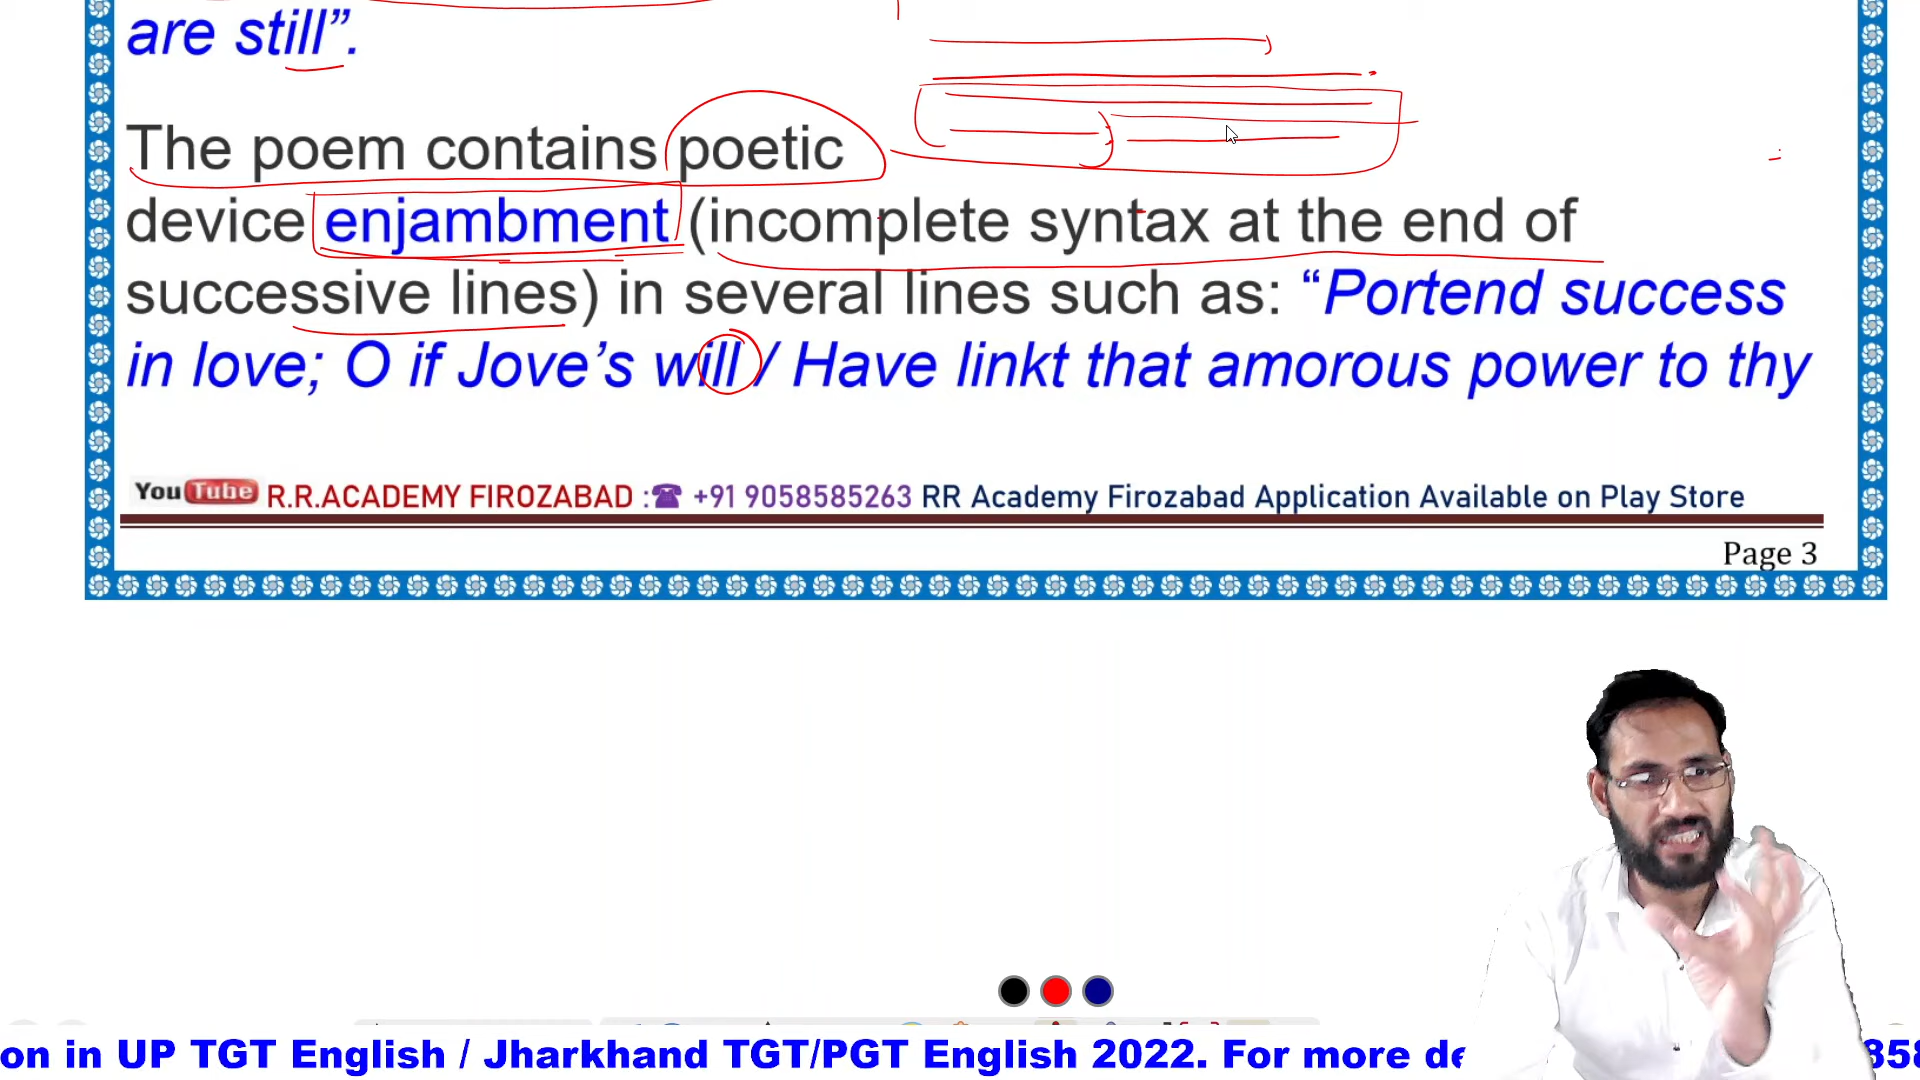 are still”.
The poem contains poetic
device enjambment (incomplete syntax at the end of
successive lines) in several lines such as: “Portend success
in love; O if Jove’s will / Have linkt that amorous power to thy
YouTube R.R.ACADEMY FIROZABAD :☎ +91 9058585263 RR Academy Firozabad Application Available on Play Store
Page 3
on in UP TGT English / Jharkhand TGT/PGT English 2022. For more de
858